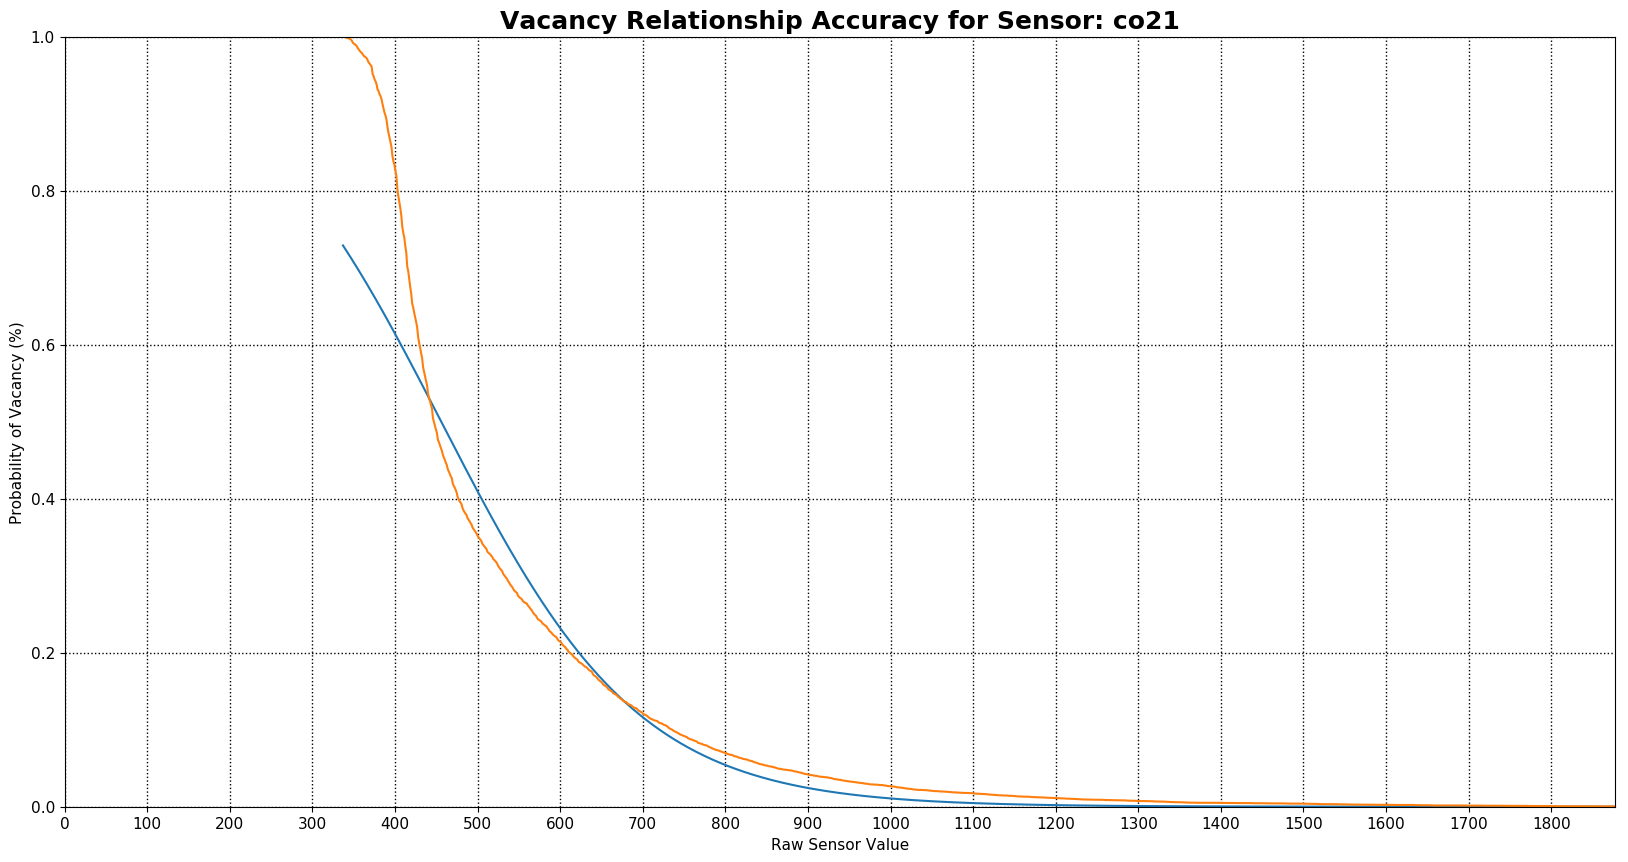 Vacancy Relationship Accuracy for Sensor: co21
1.0
0.8
0.6
0.4
0.2
0.0
Probability of Vacancy (%)
0 100 200 300 400 500 600 700 800 900 1000 1100 1200 1300 1400 1500 1600 1700 1800
Raw Sensor Value